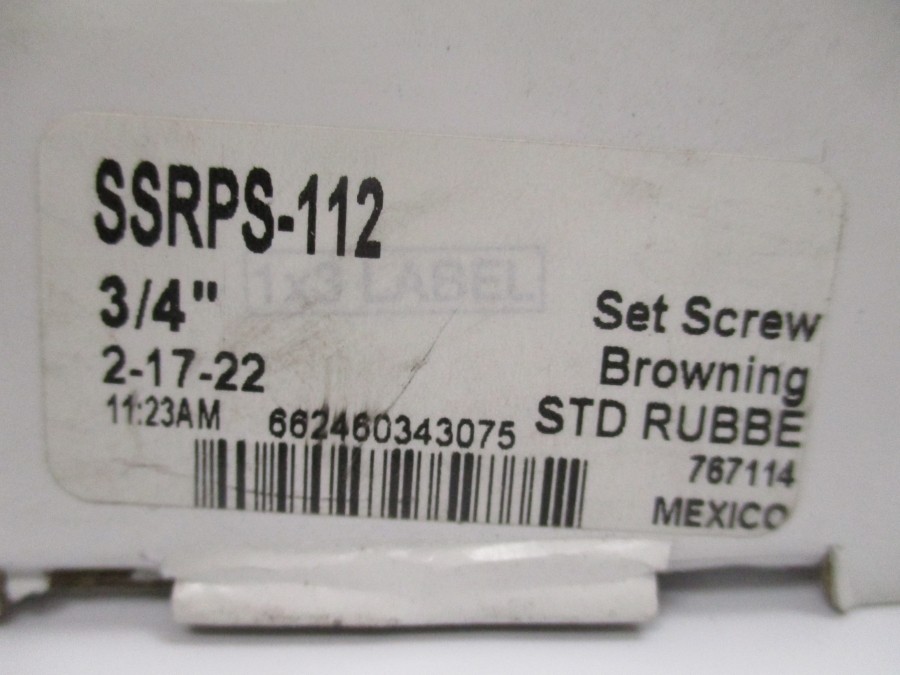 SSRPS-112
1x3 LABEL
3/4"
Set Screw
2-17-22
Browning
11:23AM
662460343075
STD RUBBE
767114
MEXICO